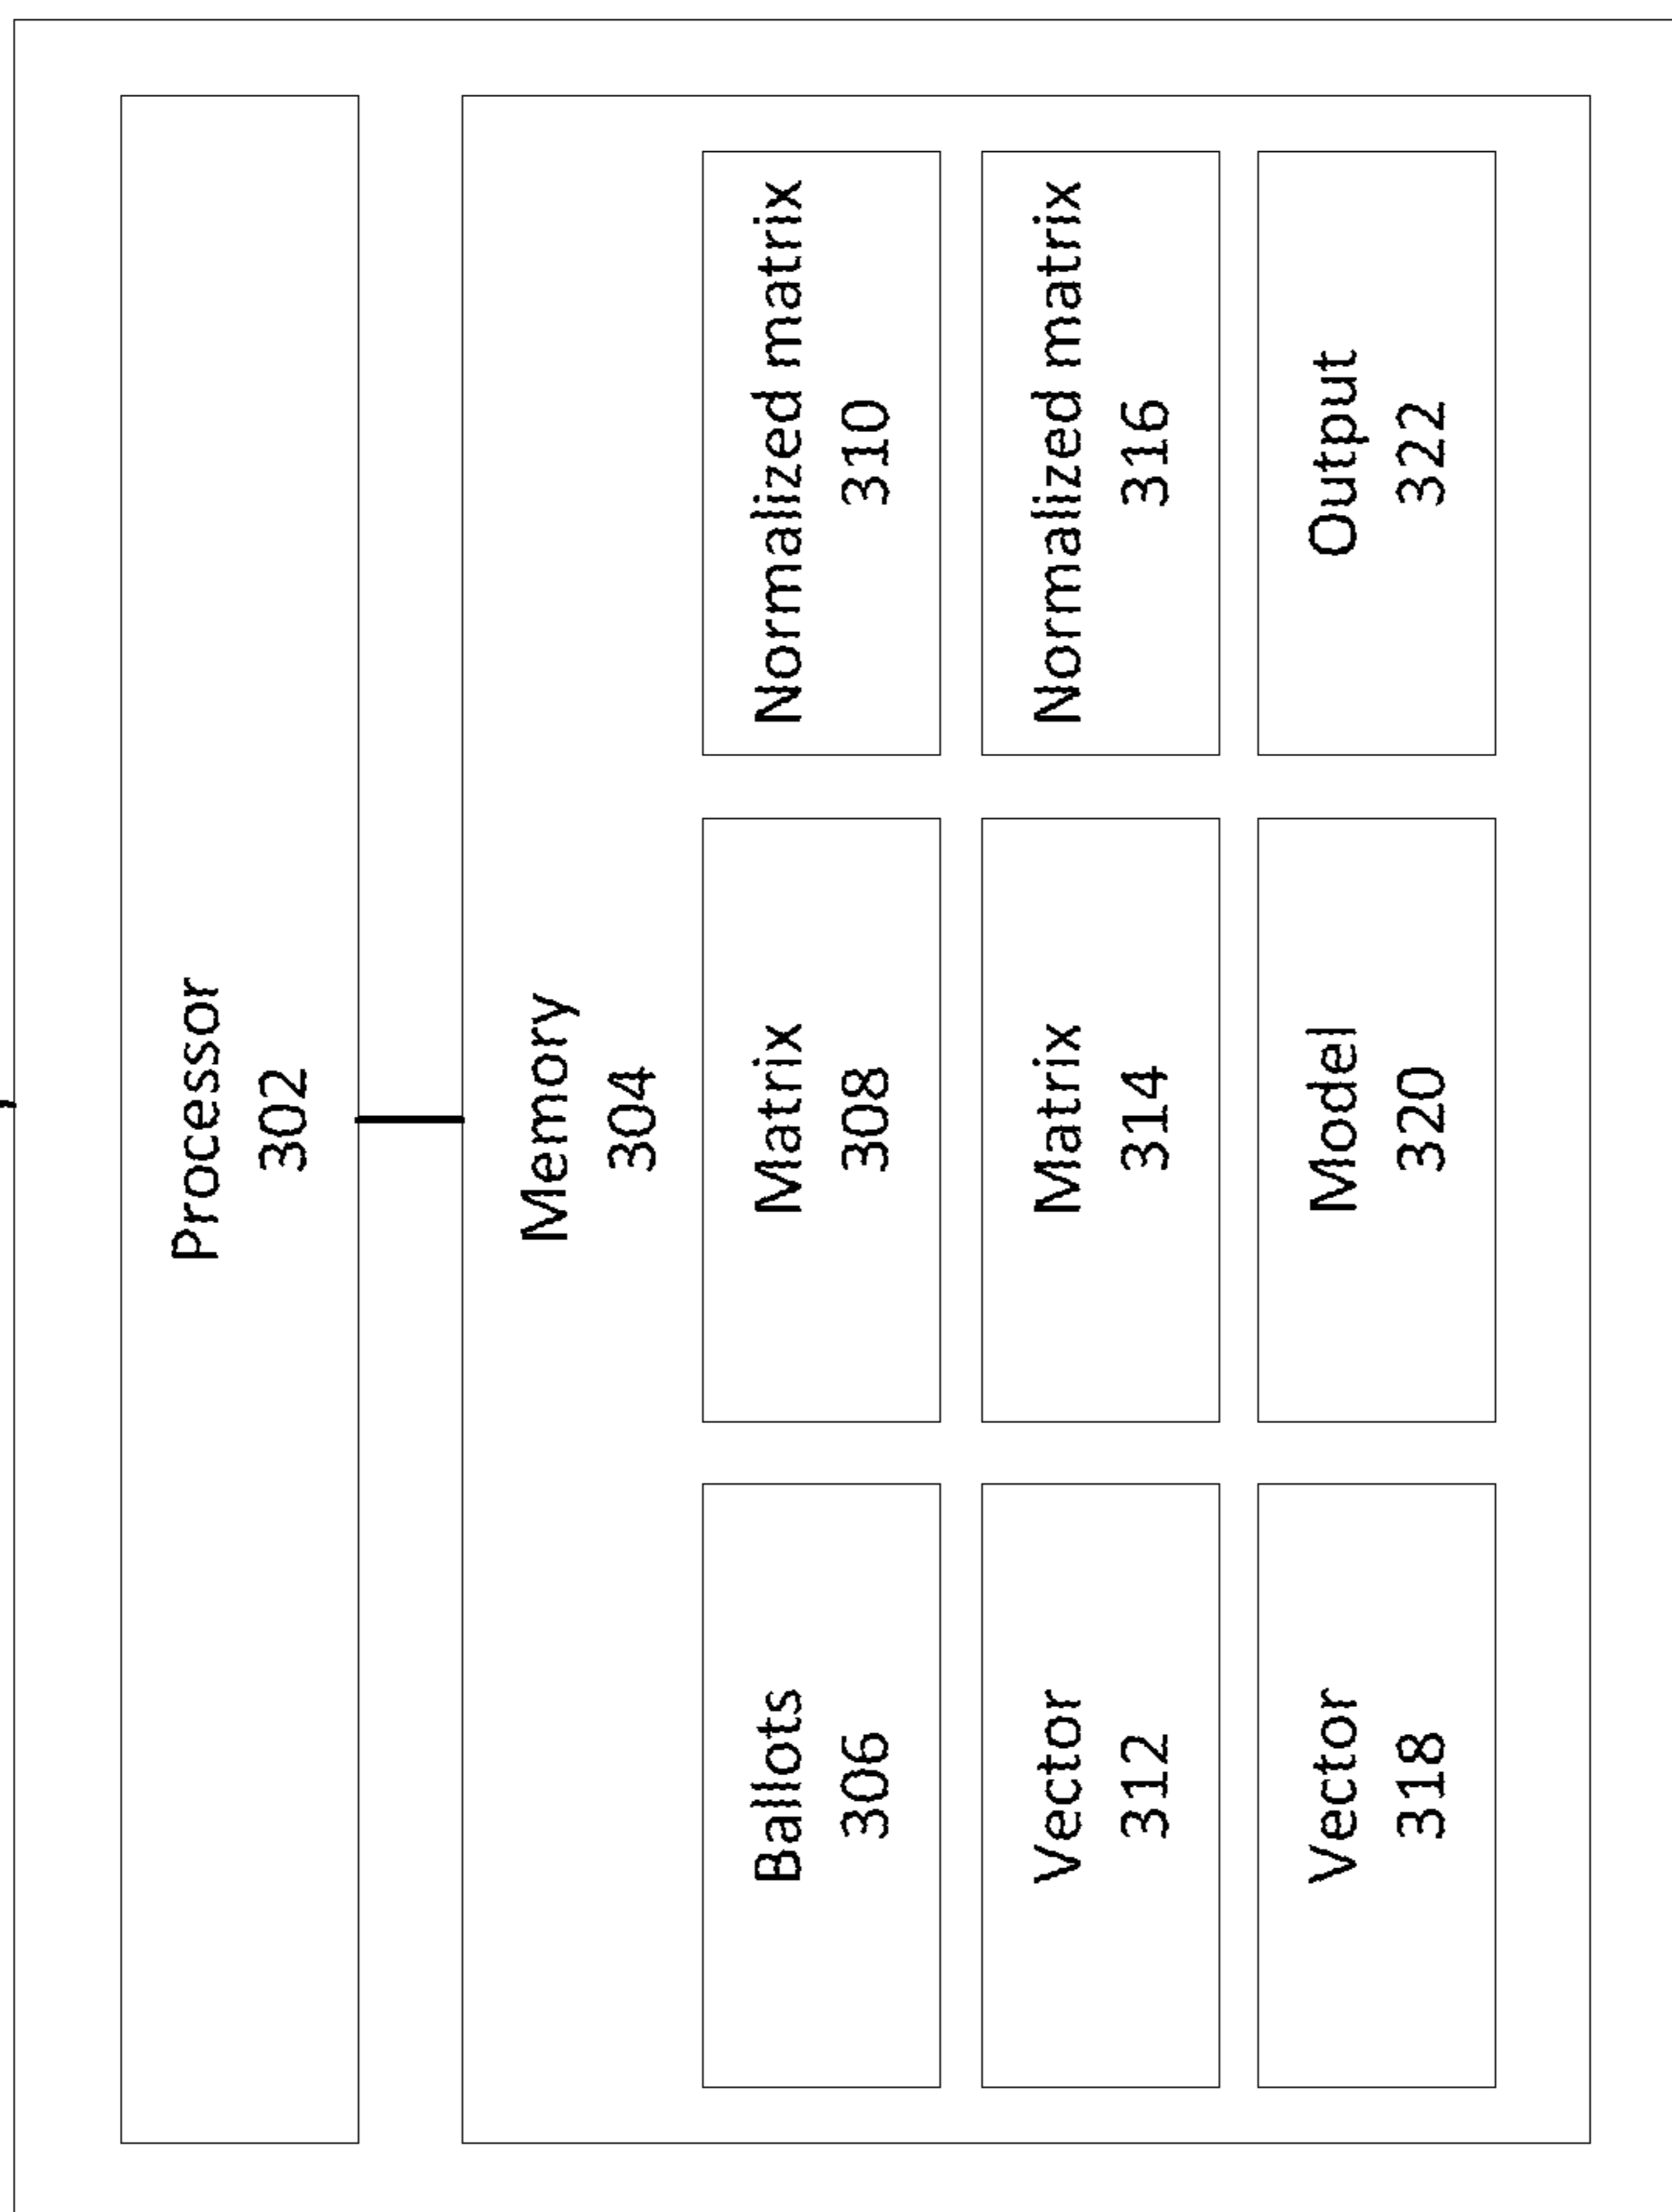 Processor
302
Memory
304
Ballots
306
Matrix
308
Normalized matrix
310
Vector
312
Matrix
314
Normalized matrix
316
Vector
318
Model
320
Output
322